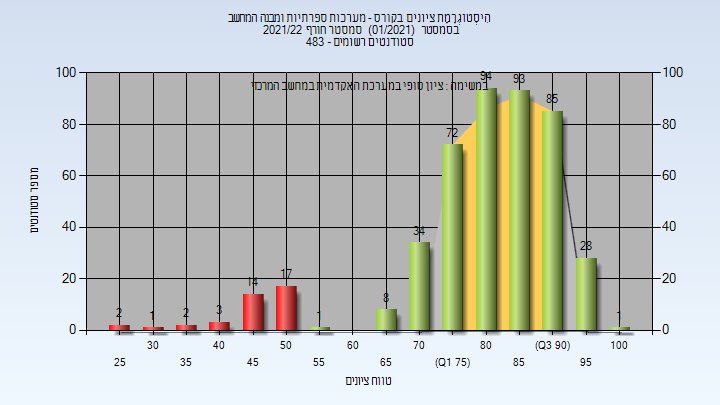 היסטוגרמת ציונים בקורס - מערכות ספרתיות ומבנה המחשב
בסמסטר (01/2021) סמסטר חורף 2021/22
סטודנטים רשומים - 483
במשימה : ציון סופי במערכת האקדמית במחשב המרכזי
100 100
80 80
60 60
40 40
20 20
0 0
מספר סטודנטים
2 1 2 3 14 17 1 8 34 72 94 93 85 28 1
30 40 50 60 70 80 (Q3 90) 100
25 35 45 55 65 (Q1 75) 85 95
טווח ציונים